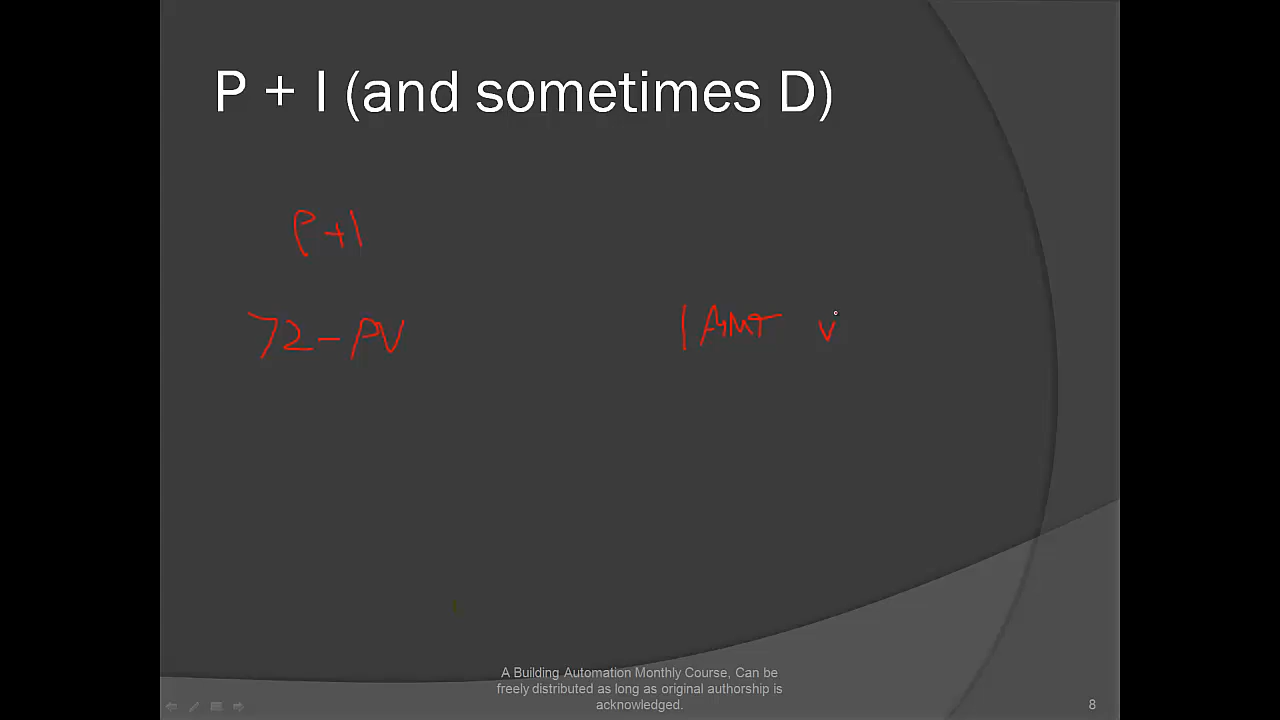 P + I (and sometimes D)
P + I
72 - PV
1 AMT v
A Building Automation Monthly Course, Can be
freely distributed as long as original authorship is
acknowledged.
8